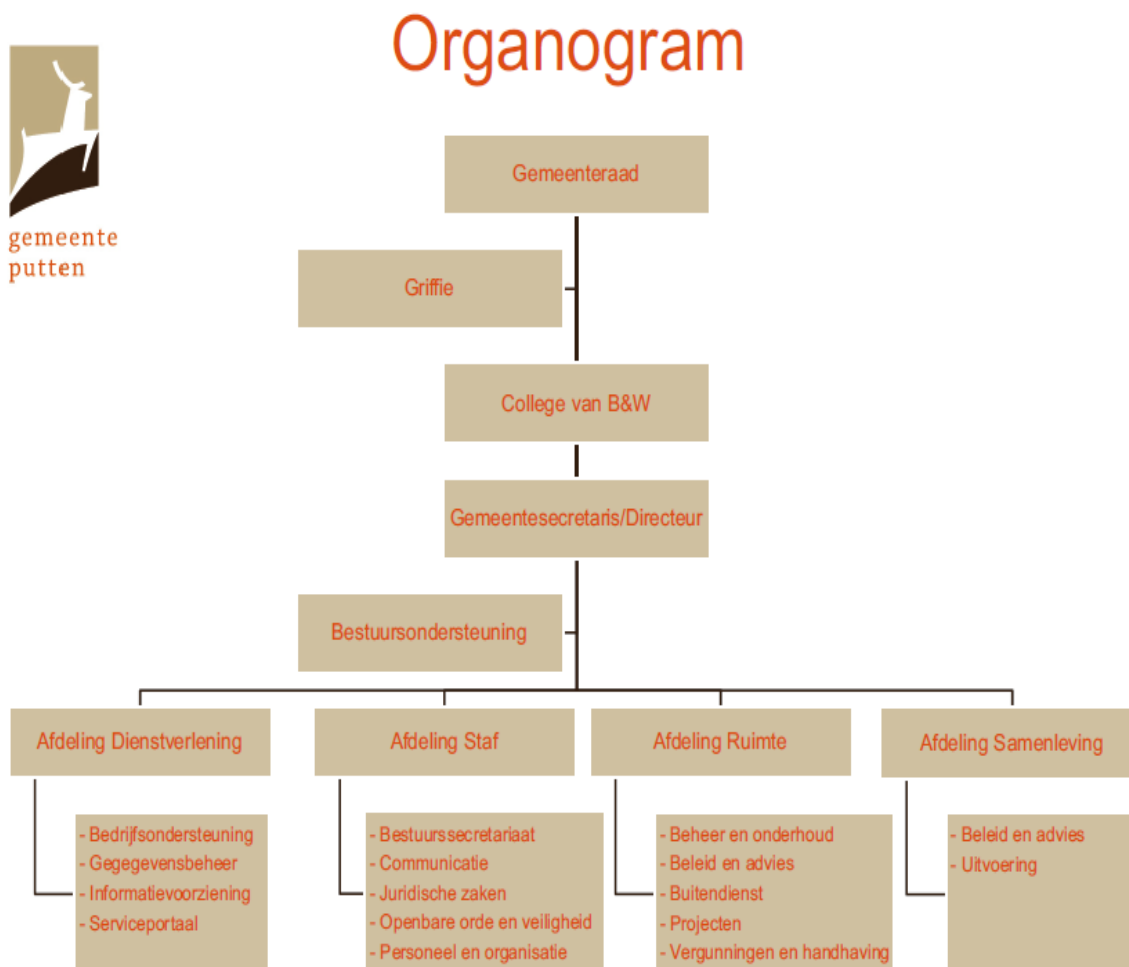 Organogram
gemeente
putten
Gemeenteraad
Griffie
College van B&W
Gemeentesecretaris/Directeur
Bestuursondersteuning
Afdeling Dienstverlening
Afdeling Staf
Afdeling Ruimte
Afdeling Samenleving
- Bedrijfsondersteuning
- Gegegevensbeheer
- Informatievoorziening
- Serviceportaal
- Bestuurssecretariaat
- Communicatie
- Juridische zaken
- Openbare orde en veiligheid
- Personeel en organisatie
- Beheer en onderhoud
- Beleid en advies
- Buitendienst
- Projecten
- Vergunningen en handhaving
- Beleid en advies
- Uitvoering